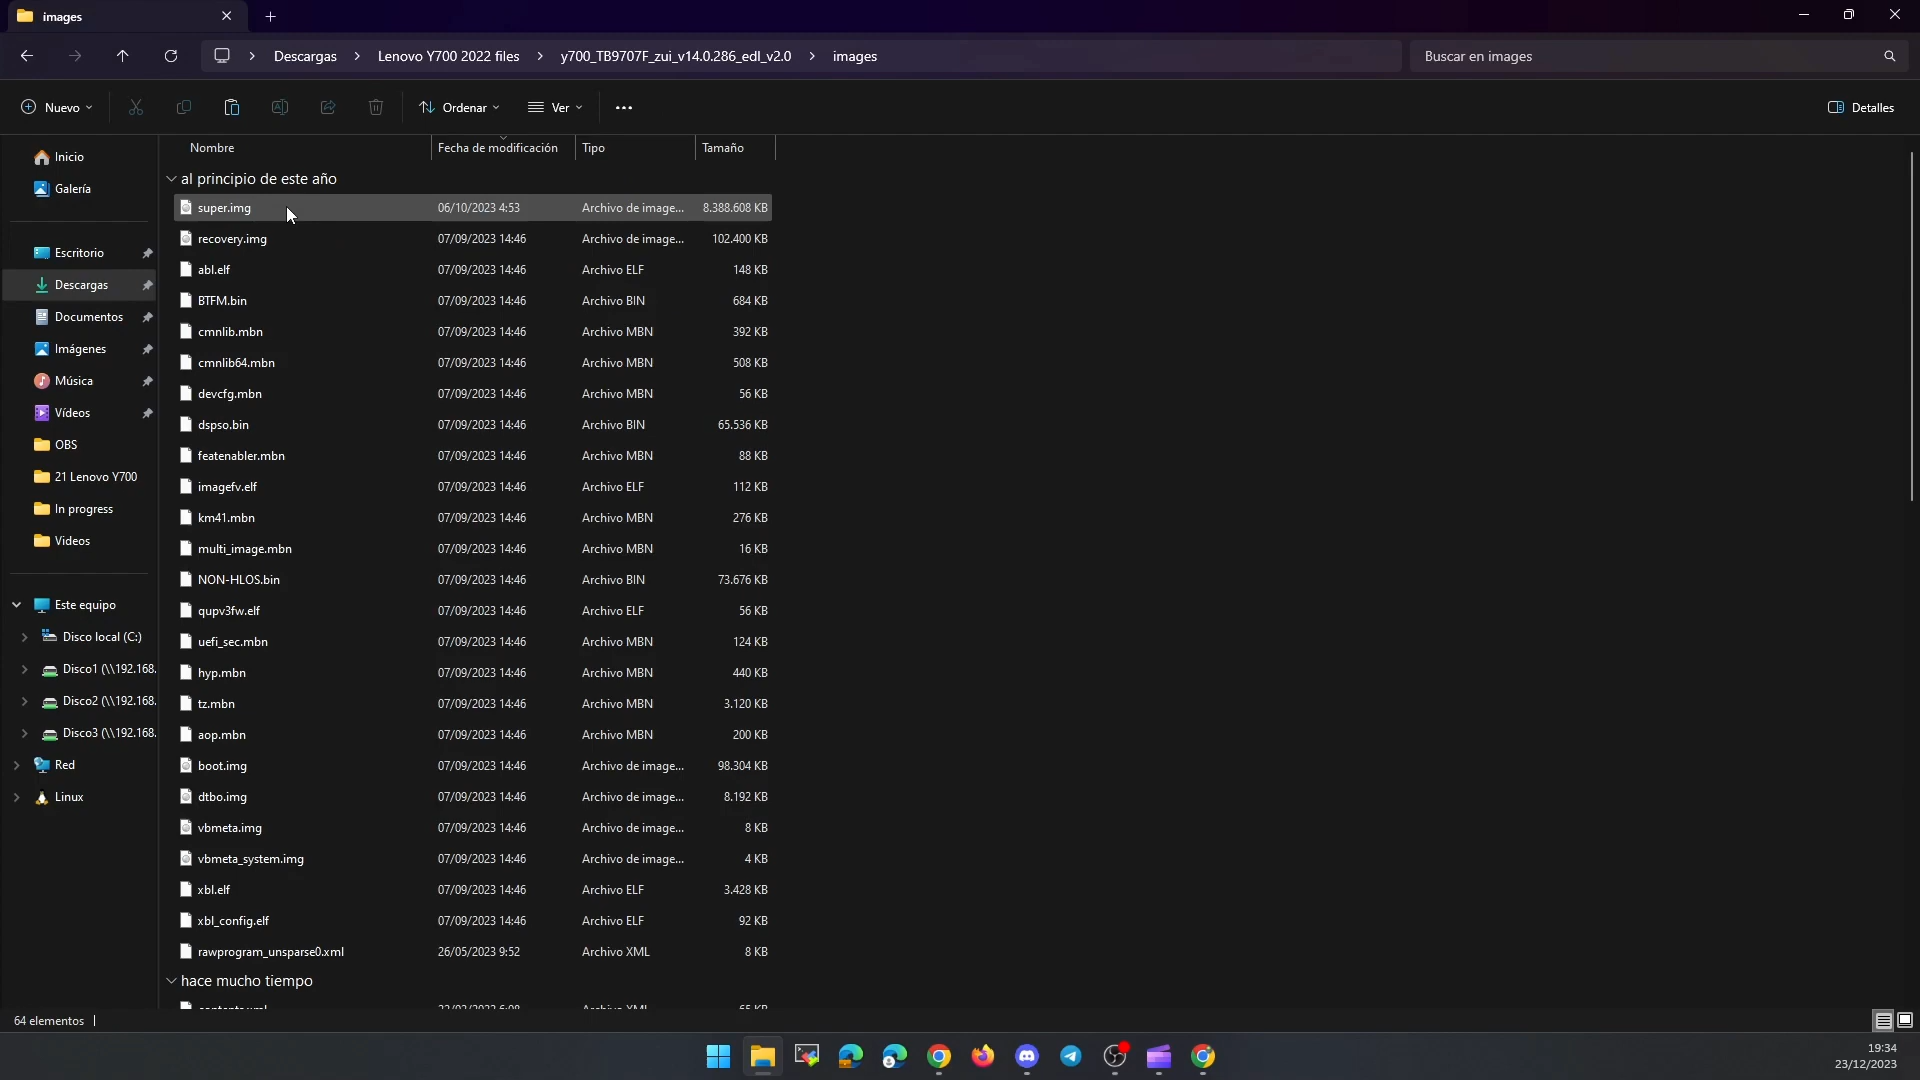 images
Descargas > Lenovo Y700 2022 files > y700_TB9707F_zui_v14.0.286_edl_v2.0 > images
Buscar en images
Nuevo Ordenar Ver Detalles
Inicio
Galería
Escritorio
Descargas
Documentos
Imágenes
Música
Vídeos
OBS
21 Lenovo Y700
In progress
Videos
Este equipo
Disco local (C:)
Disco1 (\\192.168.
Disco2 (\\192.168.
Disco3 (\\192.168.
Red
Linux
Nombre Fecha de modificación Tipo Tamaño
al principio de este año
super.img 06/10/2023 4:53 Archivo de image... 8.388.608 KB
recovery.img 07/09/2023 14:46 Archivo de image... 102.400 KB
abl.elf 07/09/2023 14:46 Archivo ELF 148 KB
BTFM.bin 07/09/2023 14:46 Archivo BIN 684 KB
cmnlib.mbn 07/09/2023 14:46 Archivo MBN 392 KB
cmnlib64.mbn 07/09/2023 14:46 Archivo MBN 508 KB
devcfg.mbn 07/09/2023 14:46 Archivo MBN 56 KB
dspso.bin 07/09/2023 14:46 Archivo BIN 65.536 KB
featenabler.mbn 07/09/2023 14:46 Archivo MBN 88 KB
imagefv.elf 07/09/2023 14:46 Archivo ELF 112 KB
km41.mbn 07/09/2023 14:46 Archivo MBN 276 KB
multi_image.mbn 07/09/2023 14:46 Archivo MBN 16 KB
NON-HLOS.bin 07/09/2023 14:46 Archivo BIN 73.676 KB
qupv3fw.elf 07/09/2023 14:46 Archivo ELF 56 KB
uefi_sec.mbn 07/09/2023 14:46 Archivo MBN 124 KB
hyp.mbn 07/09/2023 14:46 Archivo MBN 440 KB
tz.mbn 07/09/2023 14:46 Archivo MBN 3.120 KB
aop.mbn 07/09/2023 14:46 Archivo MBN 200 KB
boot.img 07/09/2023 14:46 Archivo de image... 98.304 KB
dtbo.img 07/09/2023 14:46 Archivo de image... 8.192 KB
vbmeta.img 07/09/2023 14:46 Archivo de image... 8 KB
vbmeta_system.img 07/09/2023 14:46 Archivo de image... 4 KB
xbl.elf 07/09/2023 14:46 Archivo ELF 3.428 KB
xbl_config.elf 07/09/2023 14:46 Archivo ELF 92 KB
rawprogram_unsparse0.xml 26/05/2023 9:52 Archivo XML 8 KB
hace mucho tiempo
64 elementos
19:34
23/12/2023